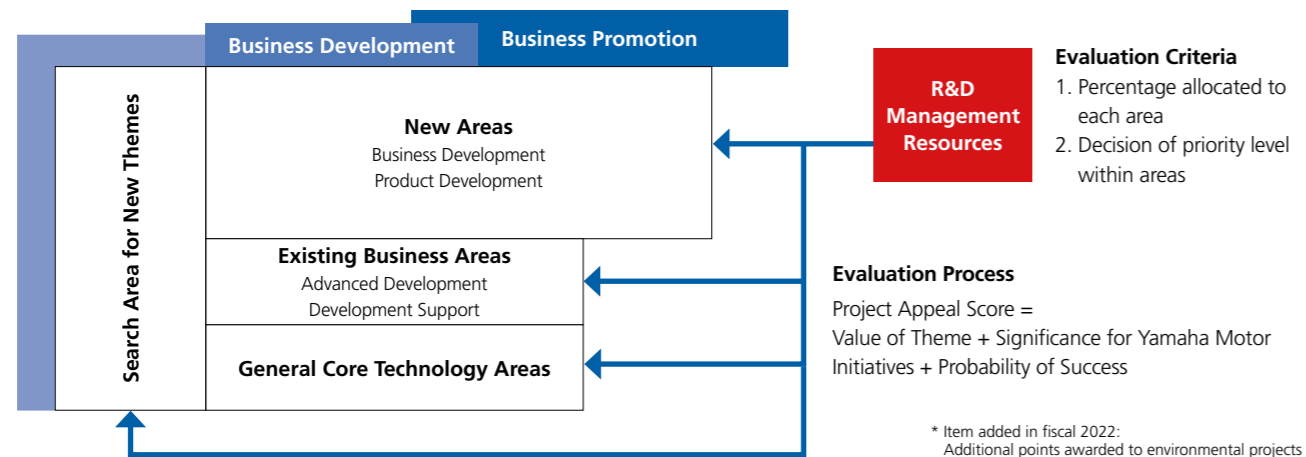 Business Development
Business Promotion
Search Area for New Themes
New Areas
Business Development
Product Development
Existing Business Areas
Advanced Development
Development Support
General Core Technology Areas
R&D
Management
Resources
Evaluation Criteria
1. Percentage allocated to
each area
2. Decision of priority level
within areas
Evaluation Process
Project Appeal Score =
Value of Theme + Significance for Yamaha Motor
Initiatives + Probability of Success
* Item added in fiscal 2022:
Additional points awarded to environmental projects